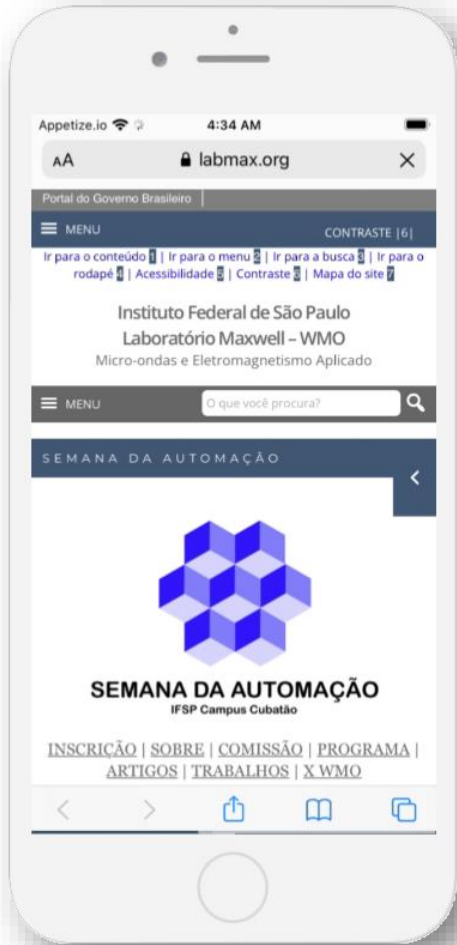 Appetize.io 4:34 AM
AA labmax.org
Portal do Governo Brasileiro
MENU CONTRASTE |6|
Ir para o conteúdo 1 | Ir para o menu 2 | Ir para a busca 3 | Ir para o
rodapé 4 | Acessibilidade 5 | Contraste 6 | Mapa do site 7
Instituto Federal de São Paulo
Laboratório Maxwell – WMO
Micro-ondas e Eletromagnetismo Aplicado
MENU O que você procura?
SEMANA DA AUTOMAÇÃO
SEMANA DA AUTOMAÇÃO
IFSP Campus Cubatão
INSCRIÇÃO | SOBRE | COMISSÃO | PROGRAMA |
ARTIGOS | TRABALHOS | X WMO